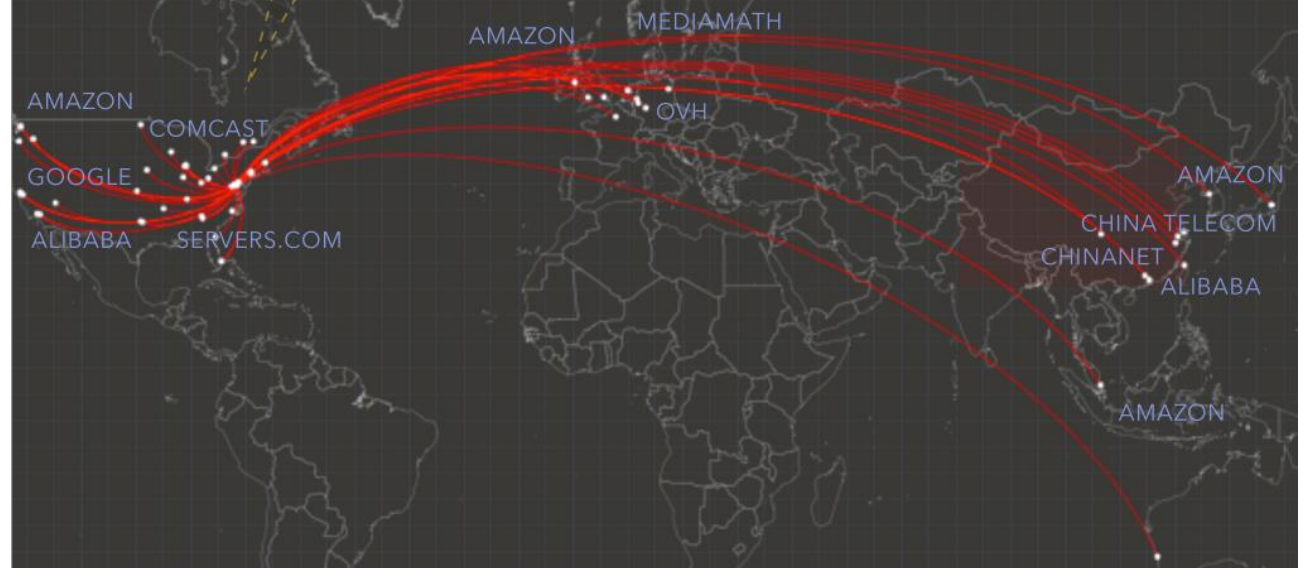 MEDIAMATH
AMAZON
AMAZON
COMCAST
OVH
GOOGLE
AMAZON
ALIBABA
SERVERS.COM
CHINA TELECOM
CHINANET
ALIBABA
AMAZON